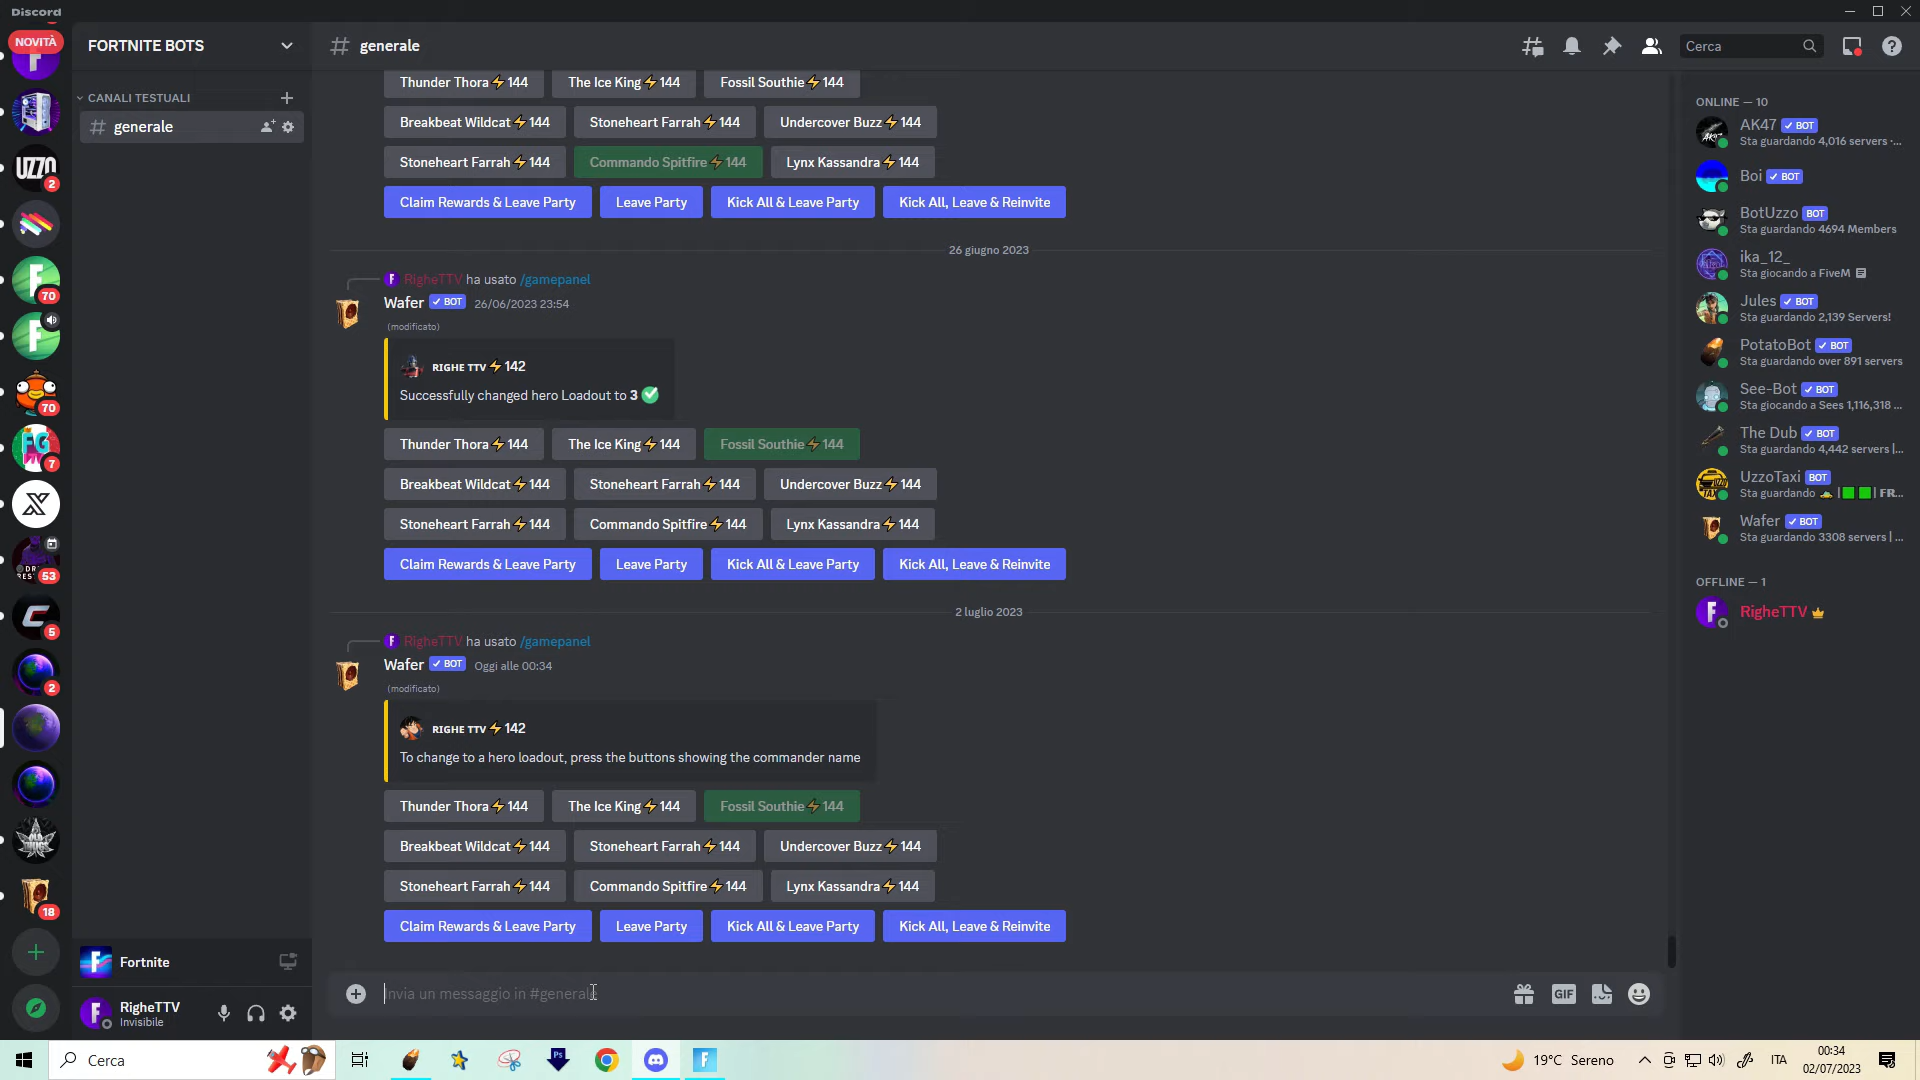 Discord
NOVITÀ
FORTNITE BOTS
generale
Cerca
CANALI TESTUALI
generale
Thunder Thora⚡144
The Ice King⚡144
Fossil Southie⚡144
Breakbeat Wildcat⚡144
Stoneheart Farrah⚡144
Undercover Buzz⚡144
Stoneheart Farrah⚡144
Commando Spitfire⚡144
Lynx Kassandra⚡144
Claim Rewards & Leave Party
Leave Party
Kick All & Leave Party
Kick All, Leave & Reinvite
26 giugno 2023
RigheTTV ha usato /gamepanel
Wafer ✓ BOT 26/06/2023 23:54
(modificato)
RIGHE TTV⚡142
Successfully changed hero Loadout to 3 ✅
Thunder Thora⚡144
The Ice King⚡144
Fossil Southie⚡144
Breakbeat Wildcat⚡144
Stoneheart Farrah⚡144
Undercover Buzz⚡144
Stoneheart Farrah⚡144
Commando Spitfire⚡144
Lynx Kassandra⚡144
Claim Rewards & Leave Party
Leave Party
Kick All & Leave Party
Kick All, Leave & Reinvite
2 luglio 2023
RigheTTV ha usato /gamepanel
Wafer ✓ BOT Oggi alle 00:34
(modificato)
RIGHE TTV⚡142
To change to a hero loadout, press the buttons showing the commander name
Thunder Thora⚡144
The Ice King⚡144
Fossil Southie⚡144
Breakbeat Wildcat⚡144
Stoneheart Farrah⚡144
Undercover Buzz⚡144
Stoneheart Farrah⚡144
Commando Spitfire⚡144
Lynx Kassandra⚡144
Claim Rewards & Leave Party
Leave Party
Kick All & Leave Party
Kick All, Leave & Reinvite
Invia un messaggio in #generale
GIF
ONLINE — 10
AK47 ✓ BOT
Sta guardando 4,016 servers ·...
Boi ✓ BOT
BotUzzo BOT
Sta guardando 4694 Members
ika_12_
Sta giocando a FiveM
Jules ✓ BOT
Sta guardando 2,139 Servers!
PotatoBot ✓ BOT
Sta guardando over 891 servers
See-Bot ✓ BOT
Sta giocando a Sees 1,116,318 ...
The Dub ✓ BOT
Sta guardando 4,442 servers |...
UzzoTaxi BOT
Sta guardando 🚕 |🟩🟩| FR...
Wafer ✓ BOT
Sta guardando 3308 servers | ...
OFFLINE — 1
RigheTTV
UZZO
2
70
70
FG
7
53
5
2
18
Fortnite
RigheTTV
Invisibile
Cerca
Ps
19°C Sereno
ITA
00:34
02/07/2023